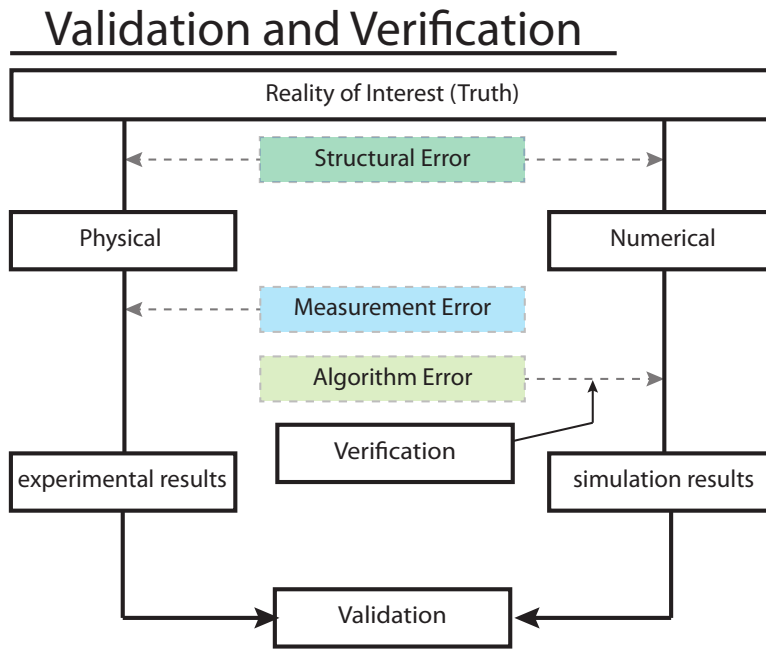 Validation and Verification
Reality of Interest (Truth)
Structural Error
Physical
Numerical
Measurement Error
Algorithm Error
Verification
experimental results
simulation results
Validation